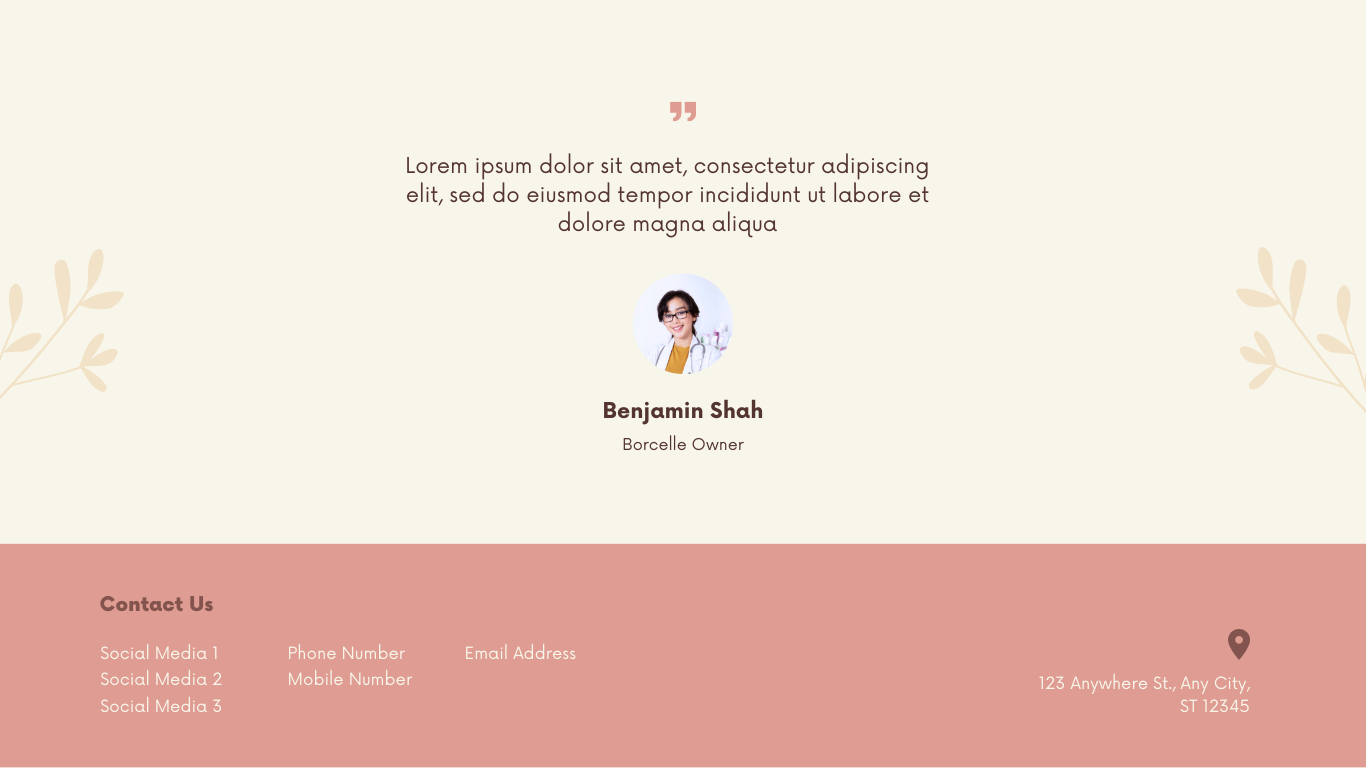 Lorem ipsum dolor sit amet, consectetur adipiscing
elit, sed do eiusmod tempor incididunt ut labore et
dolore magna aliqua
Benjamin Shah
Borcelle Owner
Contact Us
Social Media 1
Social Media 2
Social Media 3
Phone Number
Mobile Number
Email Address
123 Anywhere St., Any City,
ST 12345